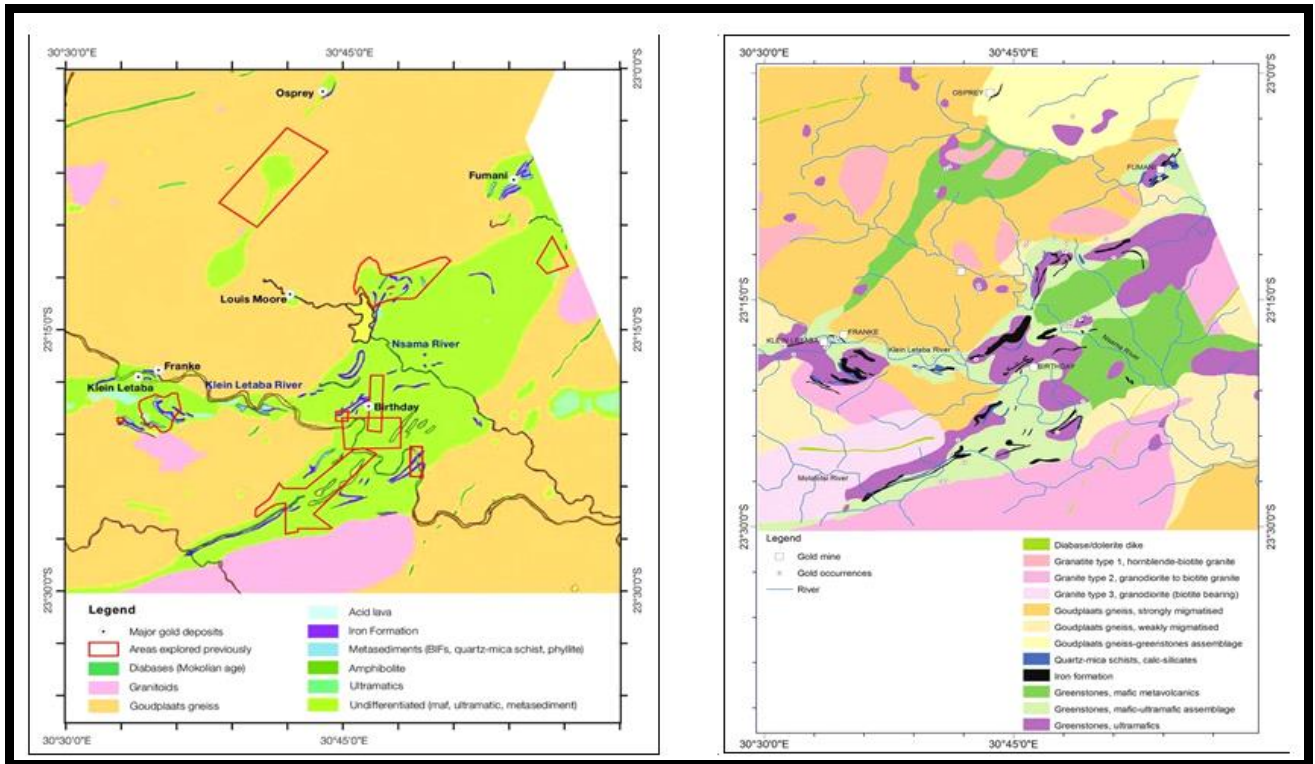 30°30'0"E
30°45'0"E
23°0'0"S
Osprey
Fumani
Louis Moore
23°15'0"S
23°15'0"S
Nsama River
Franke
Klein Letaba
Klein Letaba River
Birthday
23°30'0"S
23°30'0"S
Legend
Major gold deposits
Areas explored previously
Diabases (Mokolian age)
Granitoids
Goudplaats gneiss
Acid lava
Iron Formation
Metasediments (BIFs, quartz-mica schist, phyllite)
Amphibolite
Ultramatics
Undifferentiated (maf, ultramatic, metasediment)
30°30'0"E
30°45'0"E
30°30'0"E
30°45'0"E
23°0'0"S
OSPREY
FUMANI
23°15'0"S
23°15'0"S
FRANKE
KLEIN LETABA
Klein Letaba River
Nsama River
BIRTHDAY
River
23°30'0"S
23°30'0"S
Legend
Gold mine
Gold occurrences
River
Diabase/dolerite dike
Granatite type 1, hornblende-biotite granite
Granite type 2, granodiorite to biotite granite
Granite type 3, granodiorite (biotite bearing)
Goudplaats gneiss, strongly migmatised
Goudplaats gneiss, weakly migmatised
Goudplaats gneiss-greenstones assemblage
Quartz-mica schists, calc-silicates
Iron formation
Greenstones, mafic metavolcanics
Greenstones, mafic-ultramafic assemblage
Greenstones, ultramafics
30°30'0"E
30°45'0"E